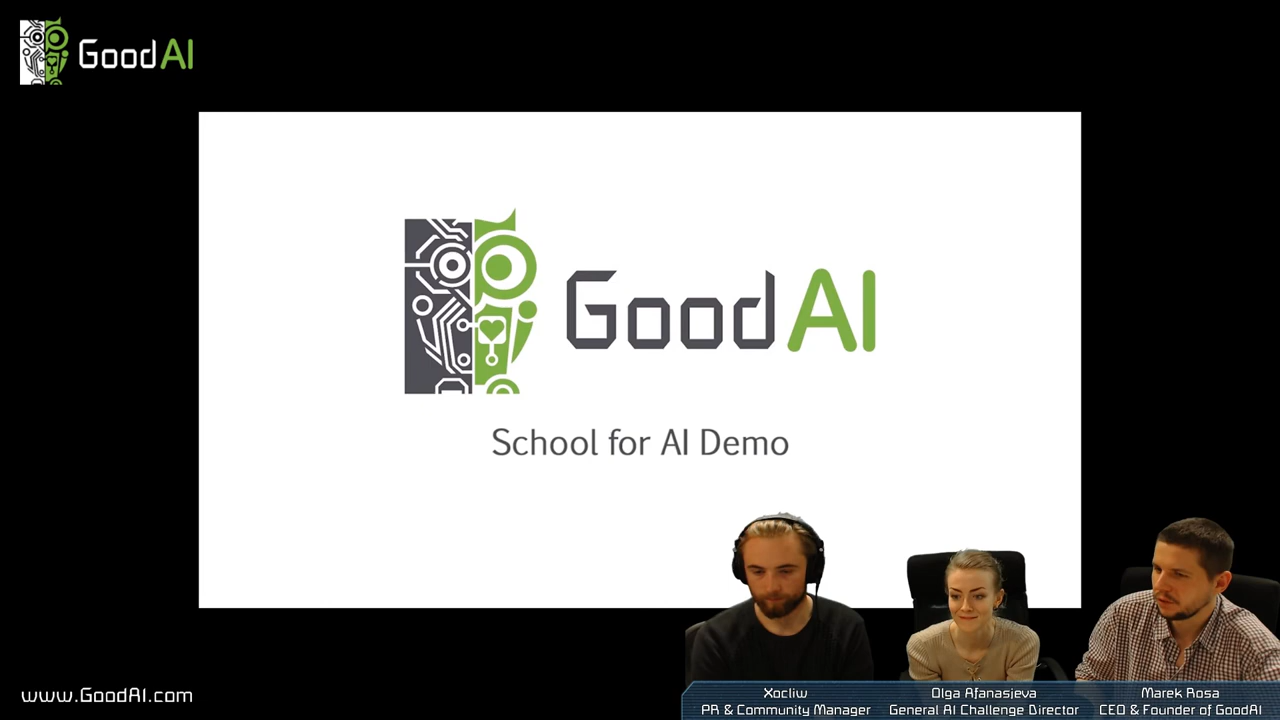 GoodAI
GoodAI
School for AI Demo
www.GoodAI.com
Xocliw
PR & Community Manager
Olga Afanasjeva
General AI Challenge Director
Marek Rosa
CEO & Founder of GoodAI